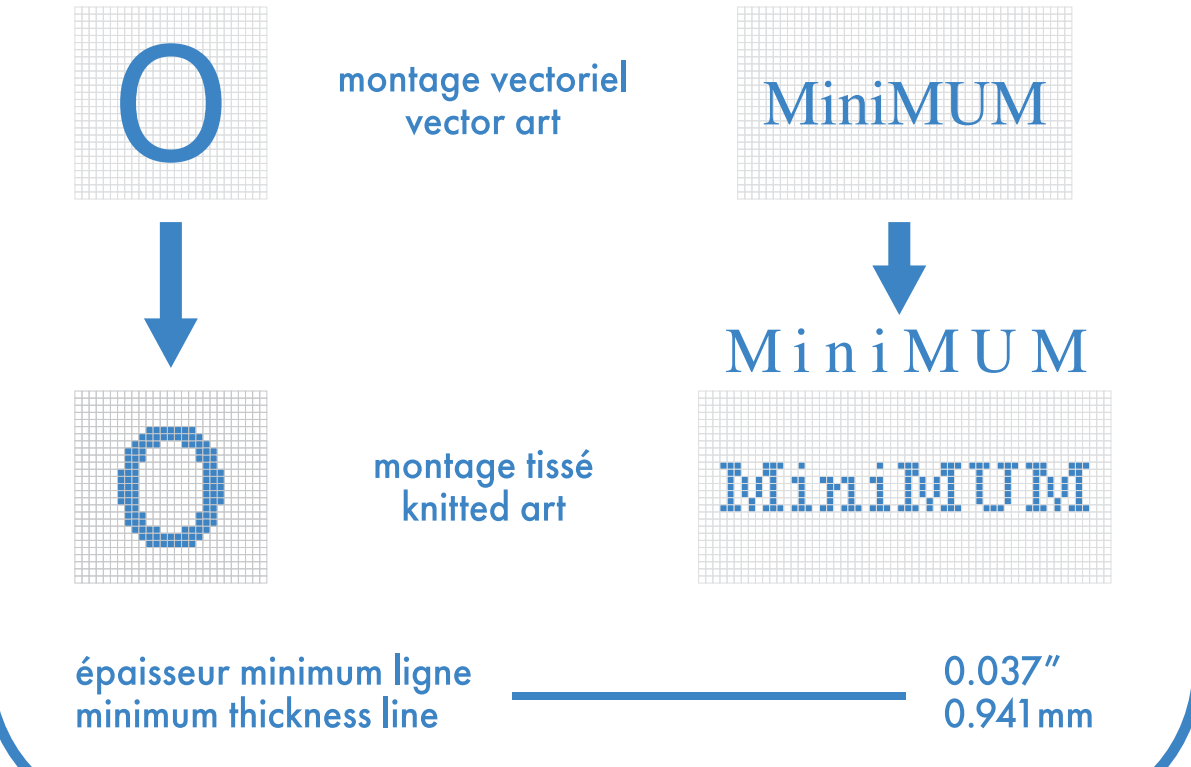 O
montage vectoriel
vector art
MiniMUM
MiniMUM
O
montage tissé
knitted art
MiniMUM
épaisseur minimum ligne
minimum thickness line
0.037″
0.941mm